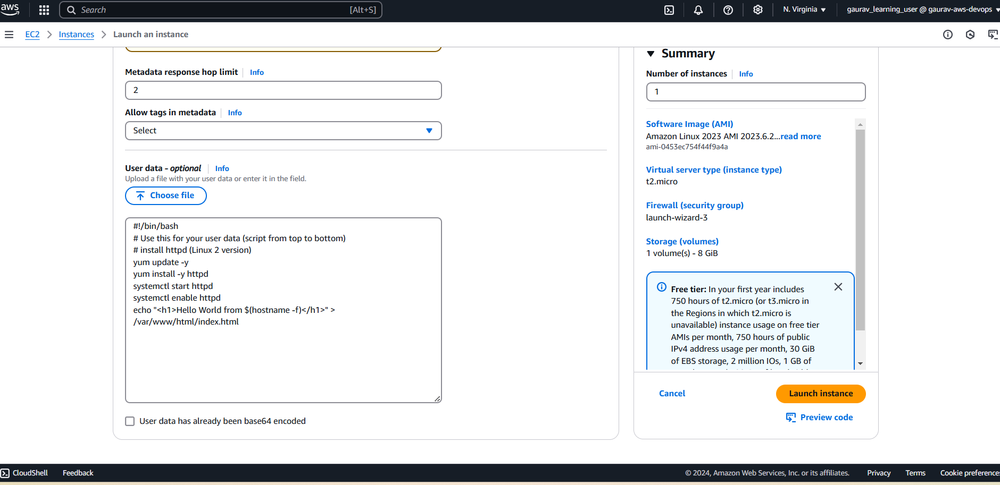 aws
Search [Alt+S]
N. Virginia
gaurav_learning_user @ gaurav-aws-devops
EC2 > Instances > Launch an instance
Metadata response hop limit | Info
2
Allow tags in metadata | Info
Select
User data - optional | Info
Upload a file with your user data or enter it in the field.
Choose file
#!/bin/bash
# Use this for your user data (script from top to bottom)
# install httpd (Linux 2 version)
yum update -y
yum install -y httpd
systemctl start httpd
systemctl enable httpd
echo "<h1>Hello World from $(hostname -f)</h1>" >
/var/www/html/index.html
User data has already been base64 encoded
Summary
Number of instances | Info
1
Software Image (AMI)
Amazon Linux 2023 AMI 2023.6.2...read more
ami-0453ec754f44f9a4a
Virtual server type (instance type)
t2.micro
Firewall (security group)
launch-wizard-3
Storage (volumes)
1 volume(s) - 8 GiB
Free tier: In your first year includes
750 hours of t2.micro (or t3.micro in
the Regions in which t2.micro is
unavailable) instance usage on free tier
AMIs per month, 750 hours of public
IPv4 address usage per month, 30 GiB
of EBS storage, 2 million IOs, 1 GB of
Cancel
Launch instance
Preview code
CloudShell
Feedback
© 2024, Amazon Web Services, Inc. or its affiliates.
Privacy
Terms
Cookie preferences